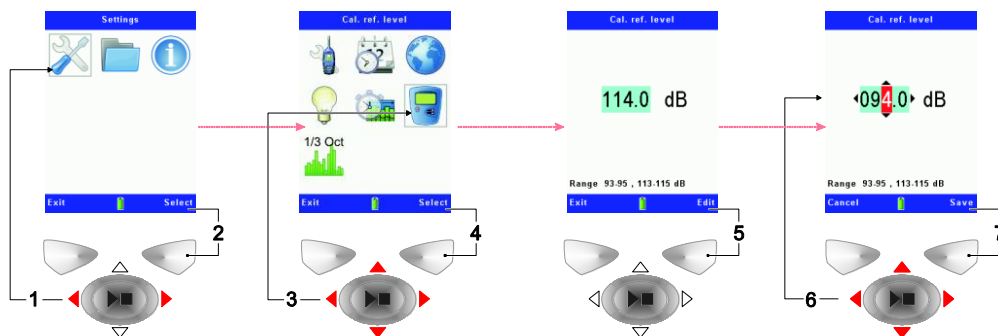 Settings
Exit Select
1
2
Cal. ref. level
12
1/3 Oct
Exit Select
3
4
Cal. ref. level
114.0 dB
Range 93-95 , 113-115 dB
Exit Edit
5
Cal. ref. level
094.0 dB
Range 93-95 , 113-115 dB
Cancel Save
6
7